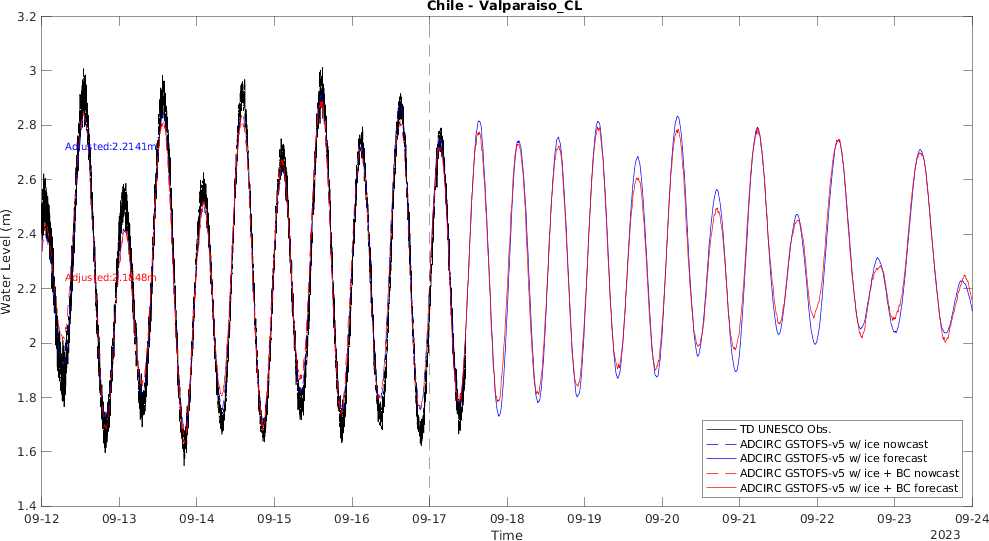 Chile - Valparaiso_CL
3.2
3
2.8
2.6
2.4
2.2
2
1.8
1.6
1.4
Water Level (m)
Adjusted:2.2141m
Adjusted:2.1848m
TD UNESCO Obs.
ADCIRC GSTOFS-v5 w/ ice nowcast
ADCIRC GSTOFS-v5 w/ ice forecast
ADCIRC GSTOFS-v5 w/ ice + BC nowcast
ADCIRC GSTOFS-v5 w/ ice + BC forecast
09-12 09-13 09-14 09-15 09-16 09-17 09-18 09-19 09-20 09-21 09-22 09-23 09-24
Time
2023